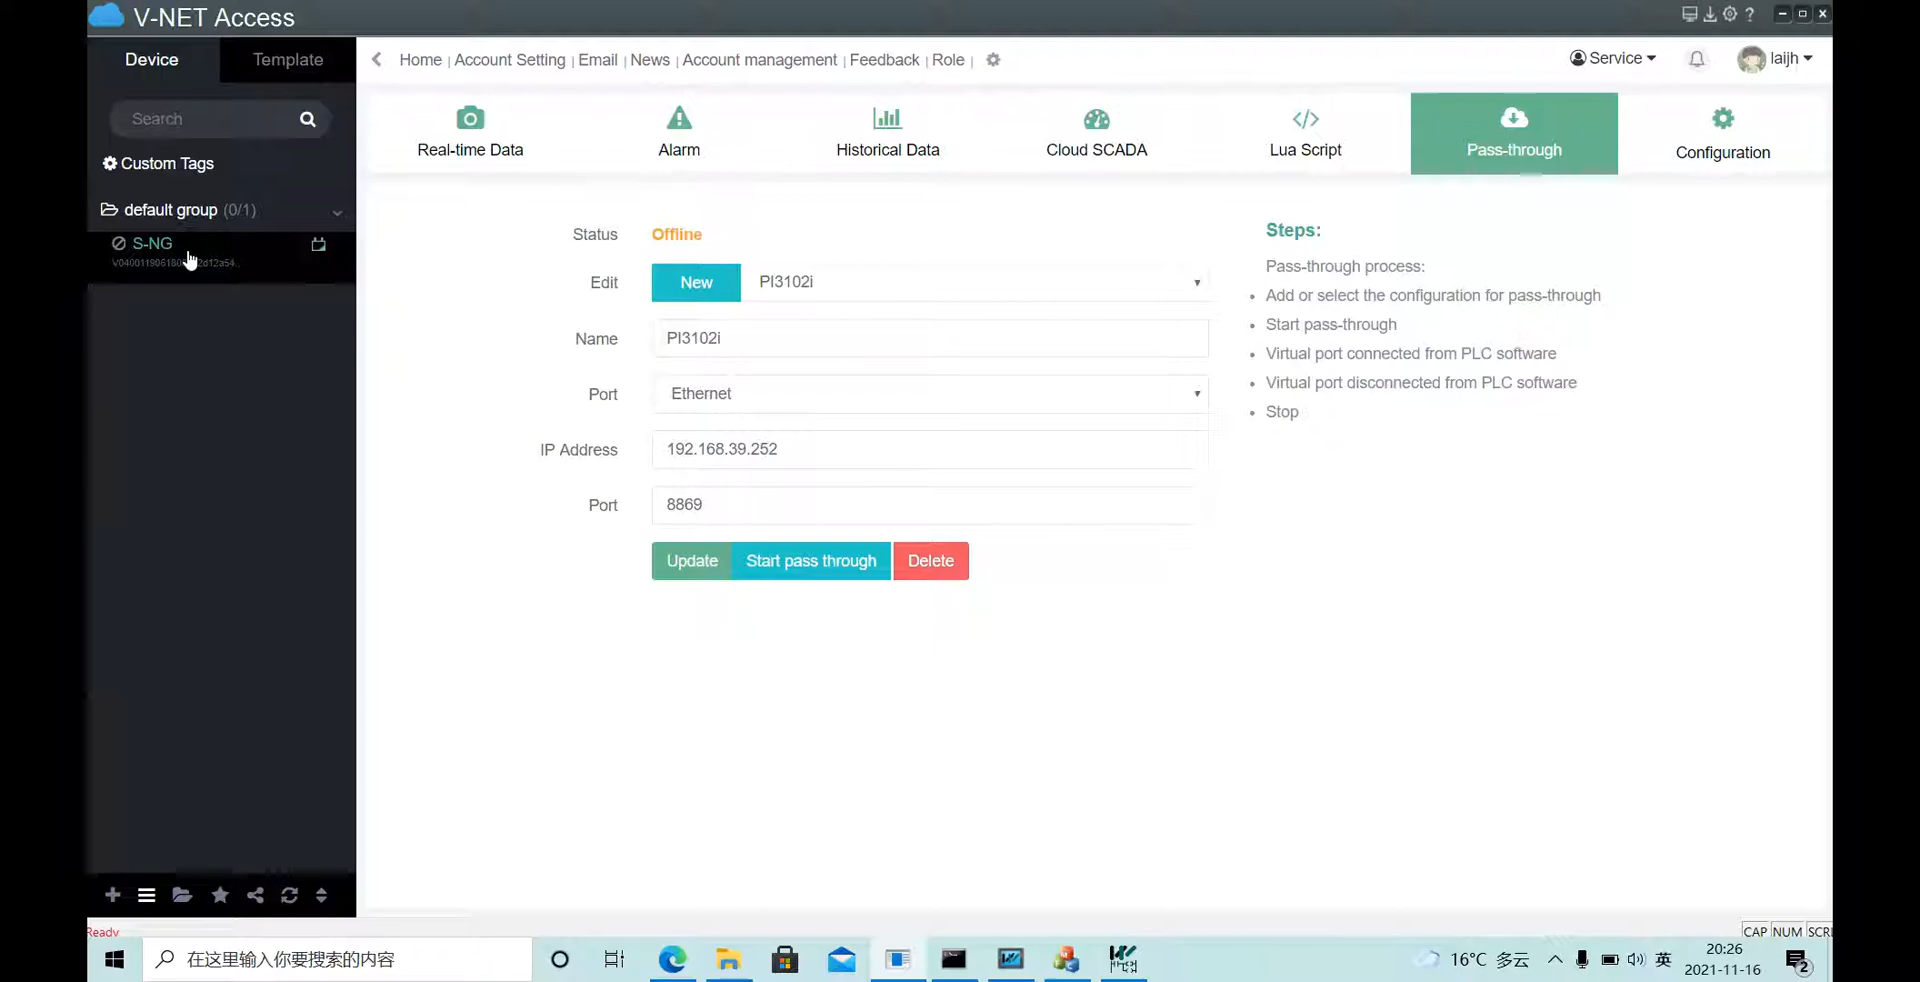 V-NET Access
Device
Template
Home | Account Setting | Email | News | Account management | Feedback | Role |
Service
laijh
Search
Custom Tags
default group (0/1)
S-NG
Real-time Data
Alarm
Historical Data
Cloud SCADA
Lua Script
Pass-through
Configuration
Status
Offline
Edit
New
PI3102i
Name
PI3102i
Port
Ethernet
IP Address
192.168.39.252
Port
8869
Update
Start pass through
Delete
Steps:
Pass-through process:
Add or select the configuration for pass-through
Start pass-through
Virtual port connected from PLC software
Virtual port disconnected from PLC software
Stop
Ready
CAP NUM SCRL
在这里输入你要搜索的内容
16°C 多云
英
20:26
2021-11-16
2